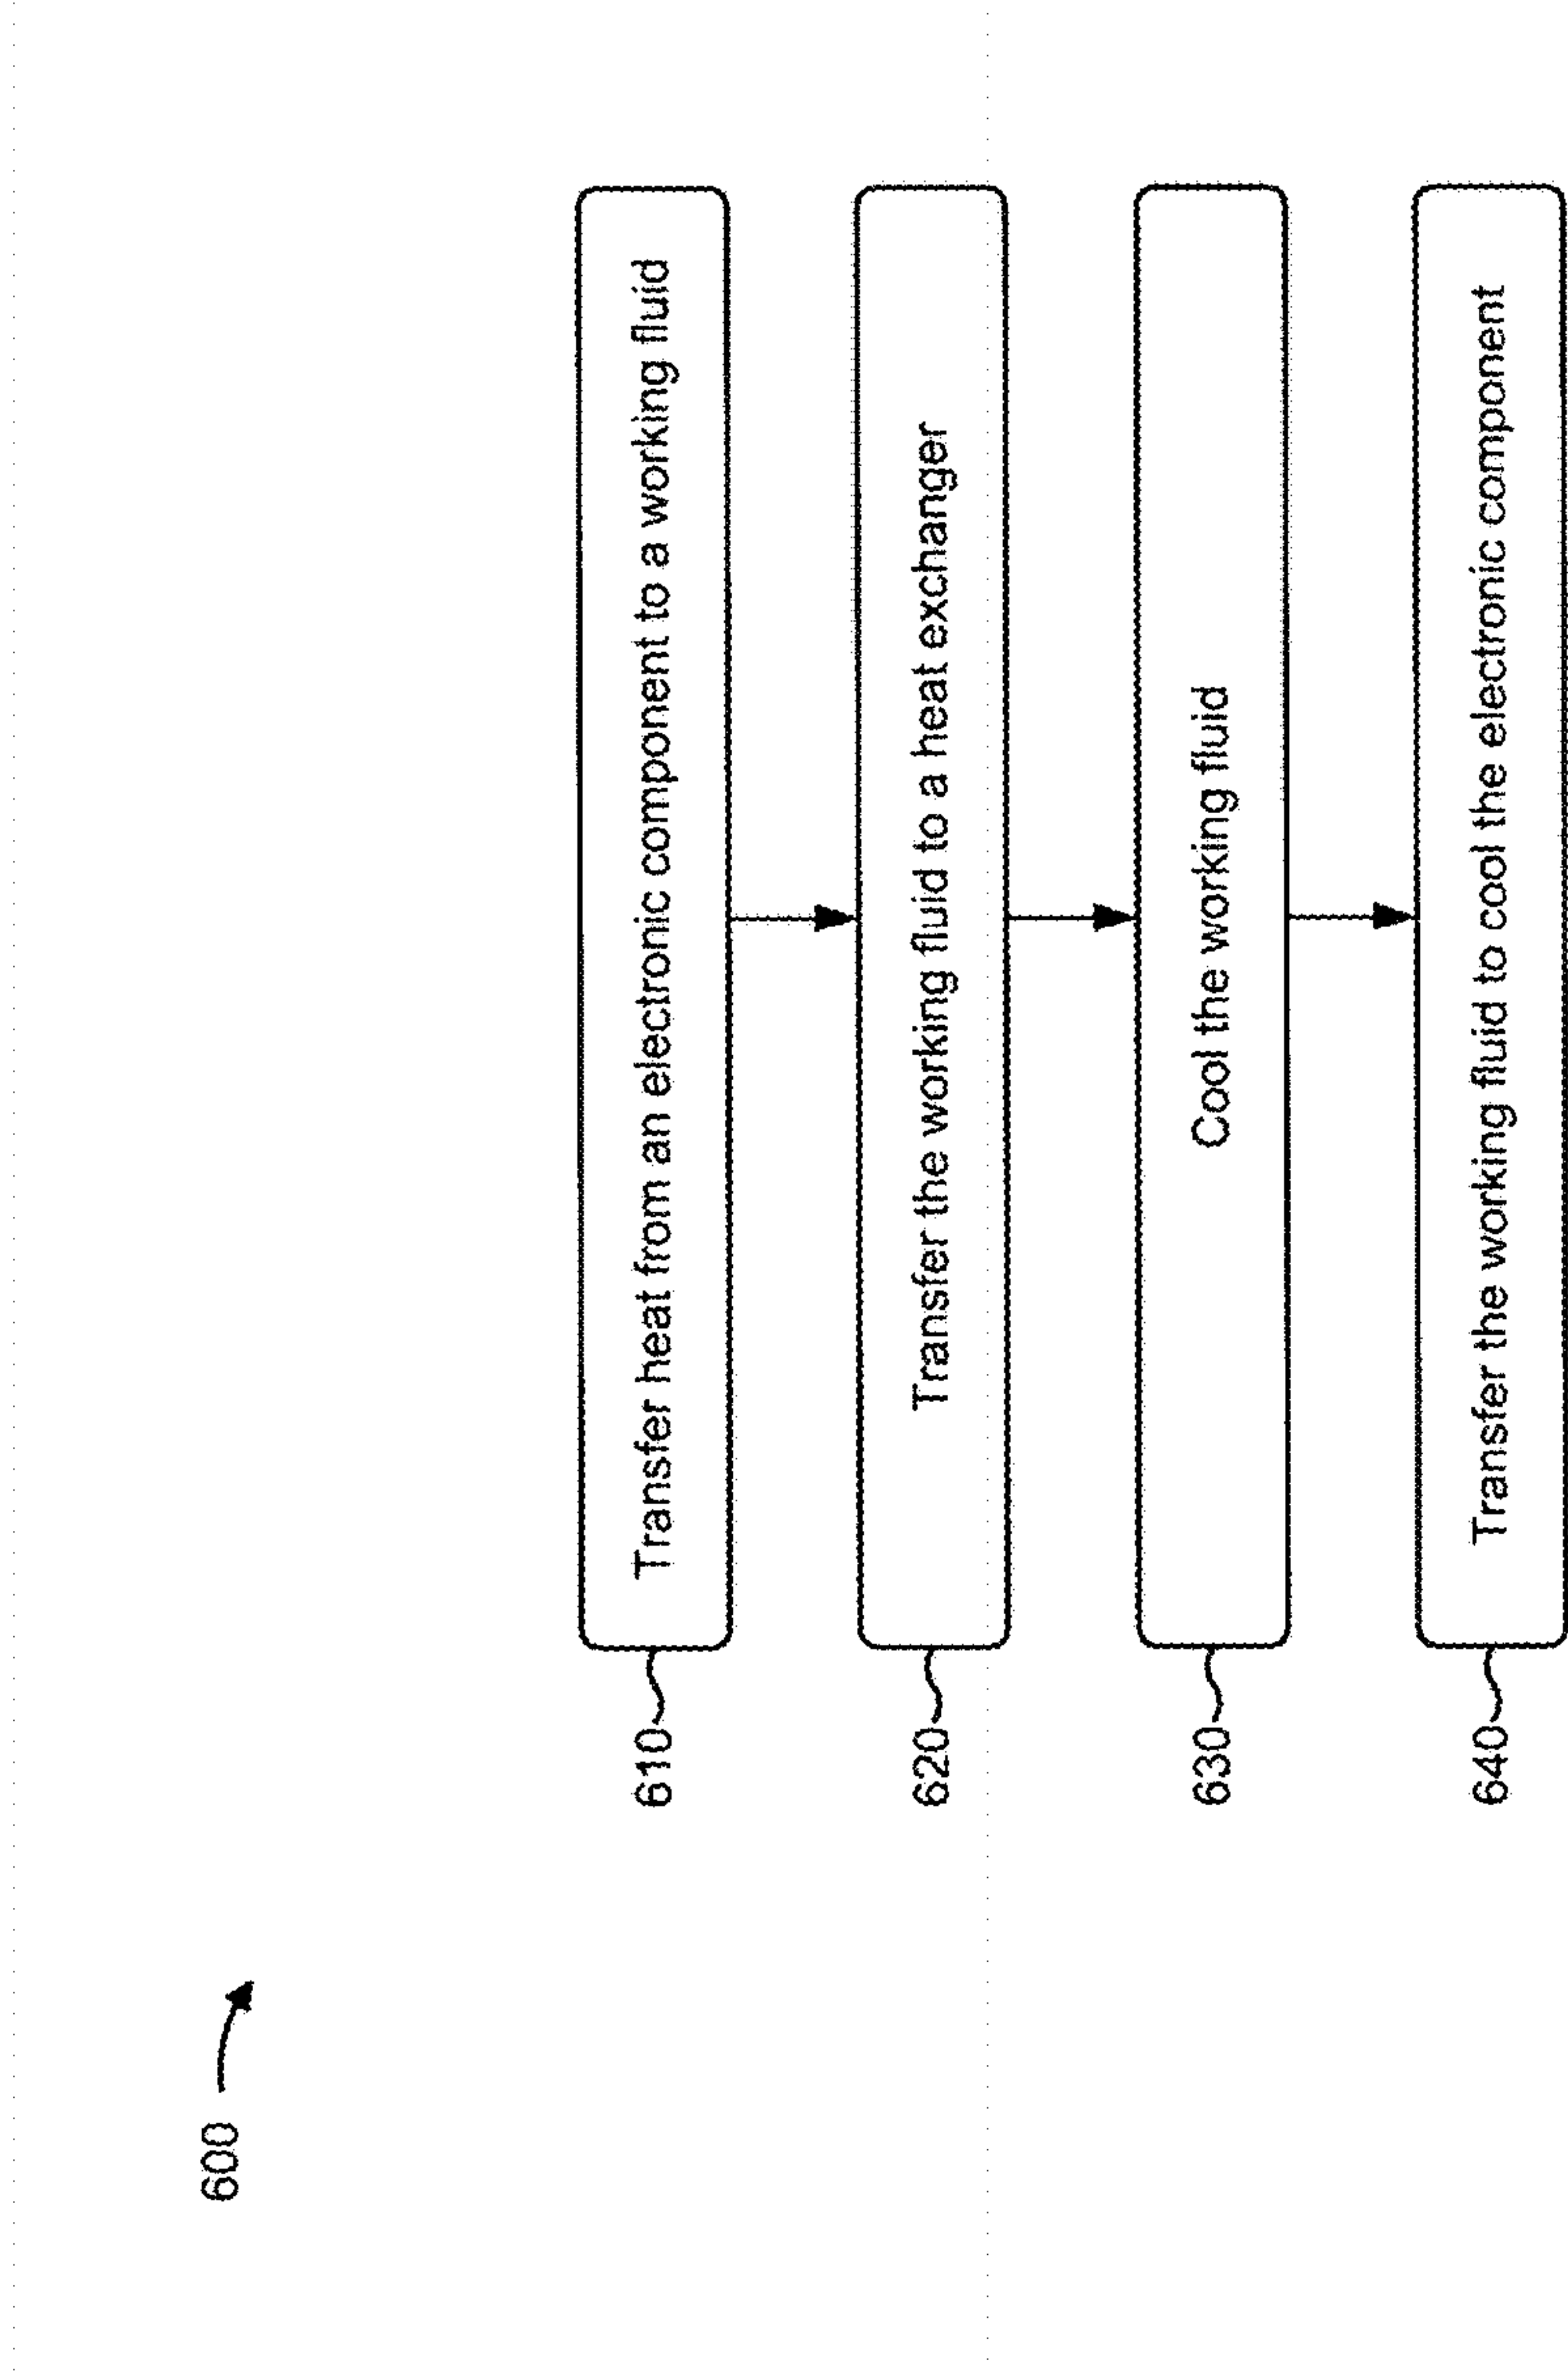 600
610
Transfer heat from an electronic component to a working fluid
620
Transfer the working fluid to a heat exchanger
630
Cool the working fluid
640
Transfer the working fluid to cool the electronic component